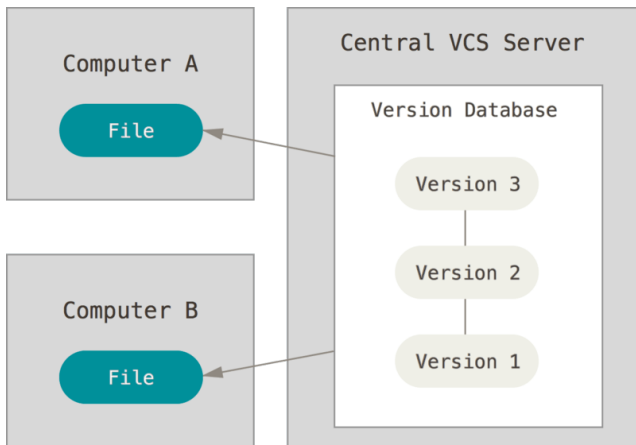 Computer A
File
Computer B
File
Central VCS Server
Version Database
Version 3
Version 2
Version 1